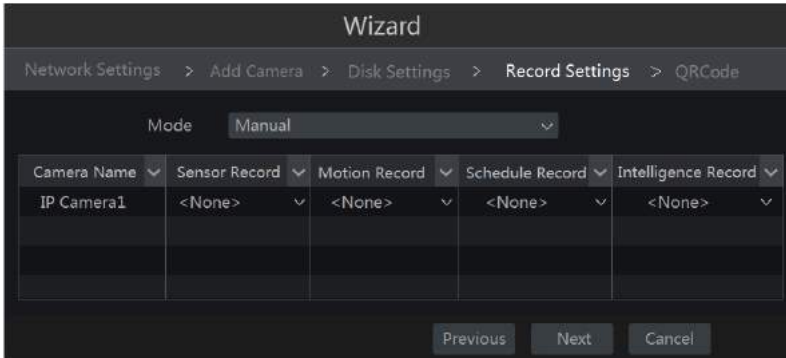 Wizard
Network Settings > Add Camera > Disk Settings > Record Settings > QRCode
Mode Manual
Camera Name Sensor Record Motion Record Schedule Record Intelligence Record
IP Camera1 <None> <None> <None> <None>
Previous Next Cancel